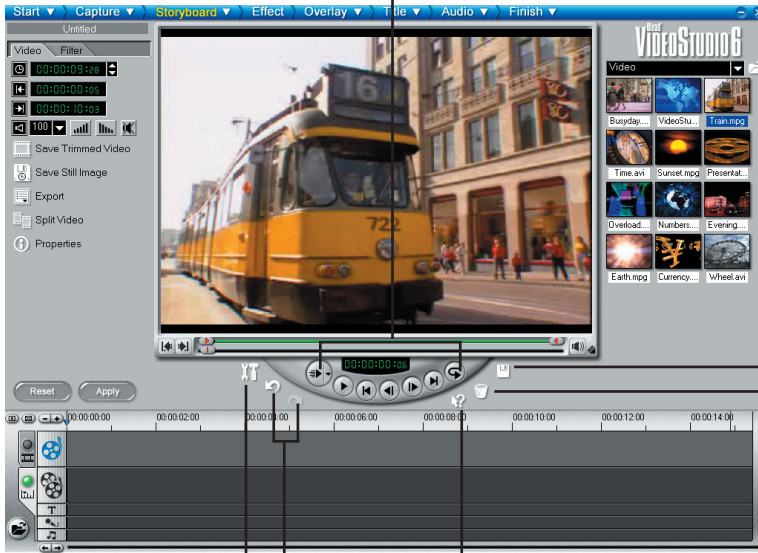 Start ▼ Capture ▼ Storyboard ▼ Effect Overlay ▼ Title ▼ Audio ▼ Finish ▼
Untitled
Video Filter
00:00:09:28
00:00:00:05
00:00:10:03
100
Save Trimmed Video
Save Still Image
Export
Split Video
Properties
Reset Apply
16
722
Ulead
VIDEOSTUDIO6
Video
Busyday.... VideoStu... Train.mpg
Time.avi Sunset.mpg Presentat...
Overload.... Numbers.... Evening....
Earth.mpg Currency.... Wheel.avi
00:00:00:06
00:00:00:00 00:00:02:00 00:00:04:00 00:00:06:00 00:00:08:00 00:00:10:00 00:00:12:00 00:00:14:00
T